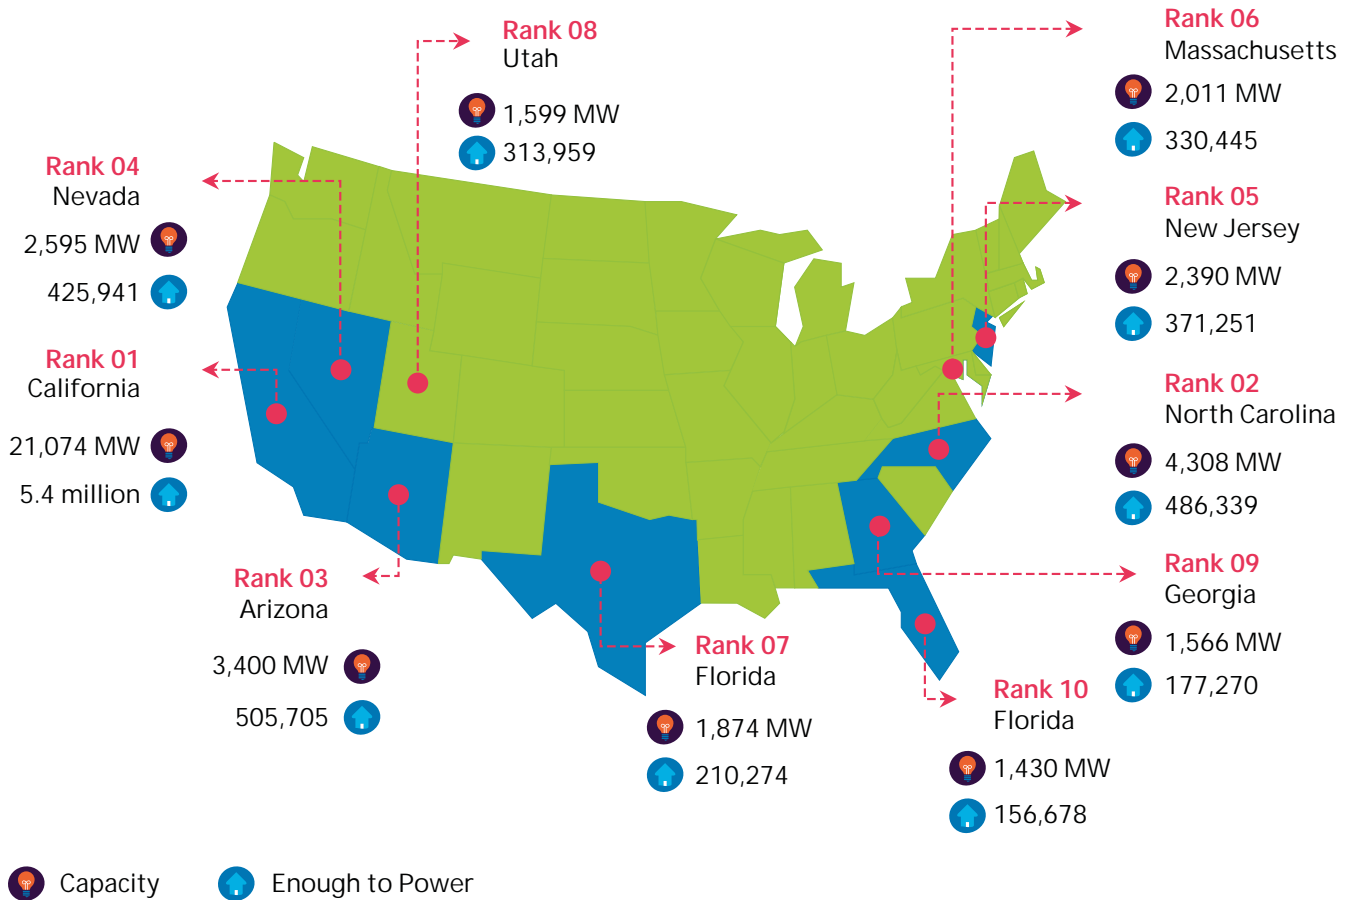 Rank 08
Utah
1,599 MW
313,959
Rank 06
Massachusetts
2,011 MW
330,445
Rank 04
Nevada
2,595 MW
425,941
Rank 05
New Jersey
2,390 MW
371,251
Rank 01
California
21,074 MW
5.4 million
Rank 02
North Carolina
4,308 MW
486,339
Rank 03
Arizona
3,400 MW
505,705
Rank 07
Florida
1,874 MW
210,274
Rank 09
Georgia
1,566 MW
177,270
Rank 10
Florida
1,430 MW
156,678
Capacity
Enough to Power